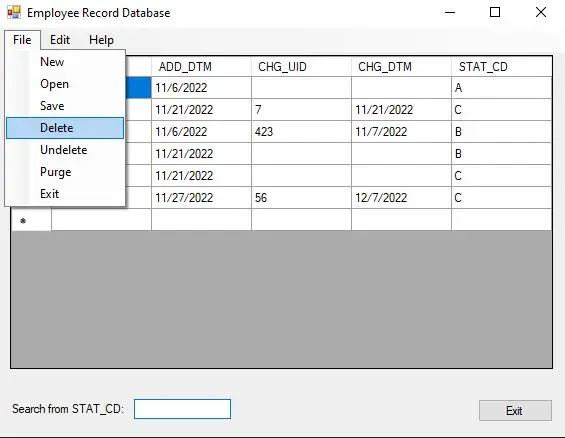 Employee Record Database
File Edit Help
New
Open
Save
Delete
Undelete
Purge
Exit
ADD_DTM CHG_UID CHG_DTM STAT_CD
11/6/2022 A
11/21/2022 7 11/21/2022 C
11/6/2022 423 11/7/2022 B
11/21/2022 B
11/21/2022 C
11/27/2022 56 12/7/2022 C
*
Search from STAT_CD:
Exit